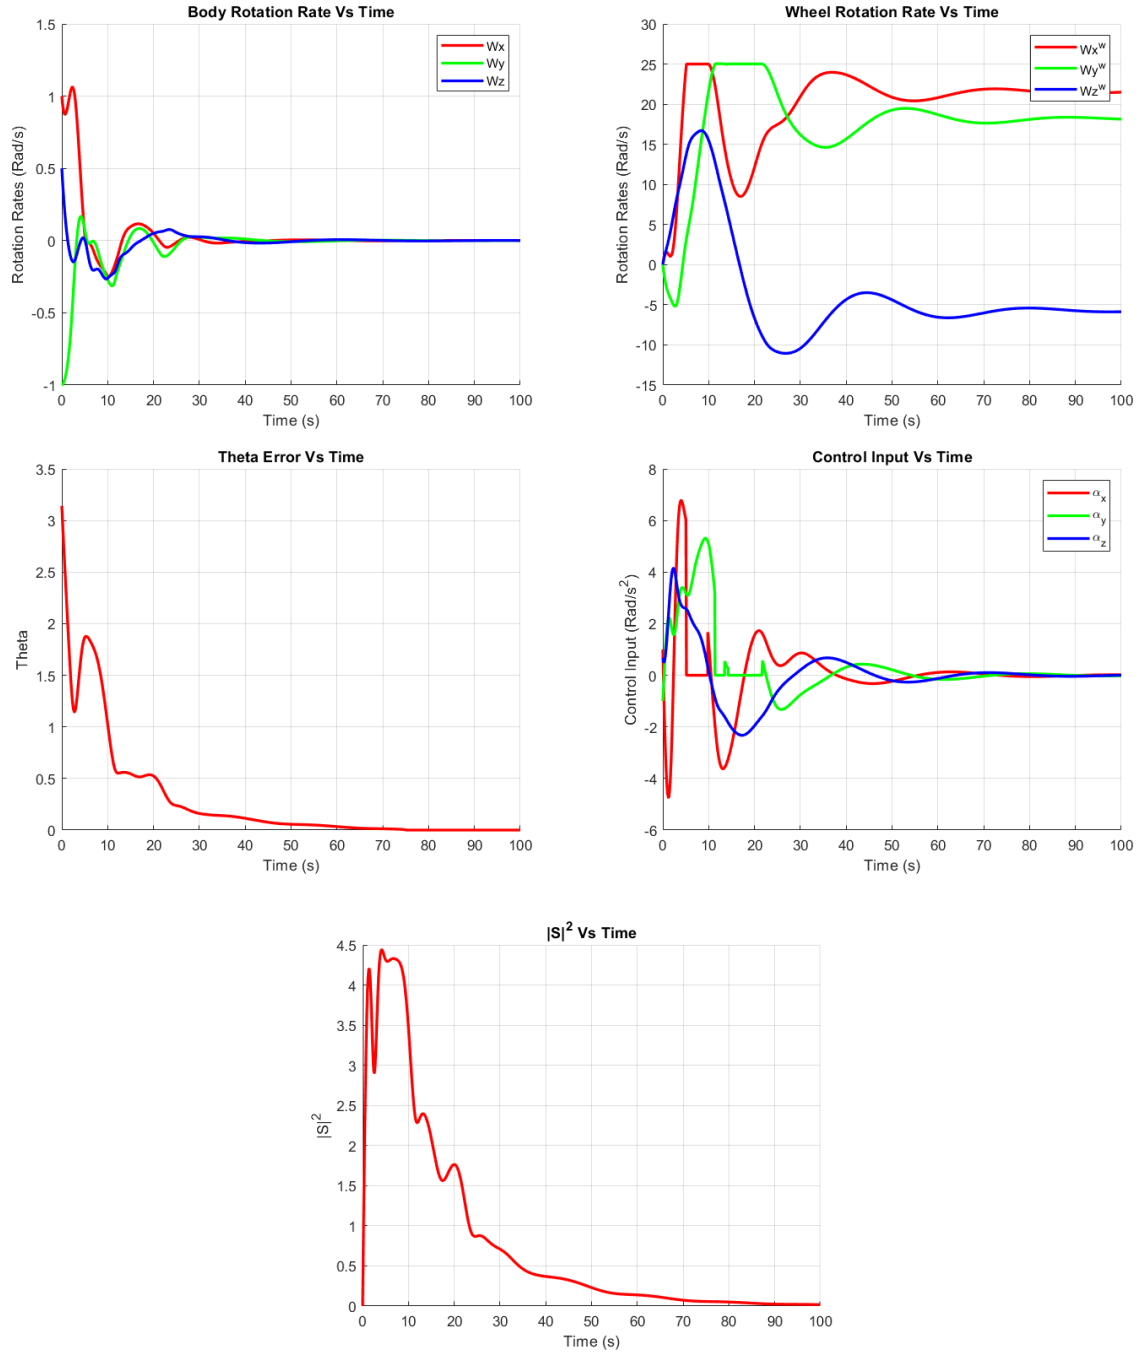 Body Rotation Rate Vs Time
Rotation Rates (Rad/s)
1.5
1
0.5
0
-0.5
-1
0 10 20 30 40 50 60 70 80 90 100
Time (s)
Wx
Wy
Wz
Wheel Rotation Rate Vs Time
Rotation Rates (Rad/s)
30
25
20
15
10
5
0
-5
-10
-15
0 10 20 30 40 50 60 70 80 90 100
Time (s)
Wx^w
Wy^w
Wz^w
Theta Error Vs Time
Theta
3.5
3
2.5
2
1.5
1
0.5
0
0 10 20 30 40 50 60 70 80 90 100
Time (s)
Control Input Vs Time
Control Input (Rad/s²)
8
6
4
2
0
-2
-4
-6
0 10 20 30 40 50 60 70 80 90 100
Time (s)
α_x
α_y
α_z
|S|² Vs Time
|S|²
4.5
4
3.5
3
2.5
2
1.5
1
0.5
0
0 10 20 30 40 50 60 70 80 90 100
Time (s)